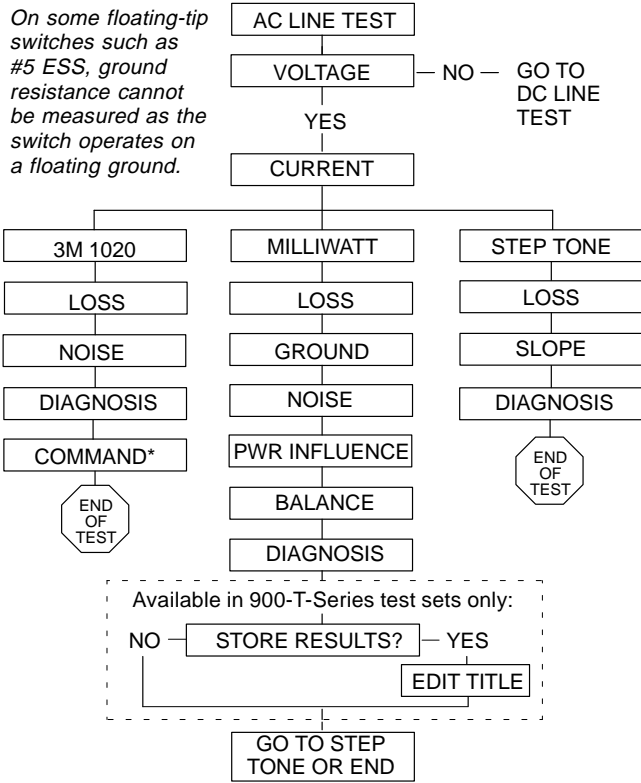 On some floating-tip
switches such as
#5 ESS, ground
resistance cannot
be measured as the
switch operates on
a floating ground.
AC LINE TEST
VOLTAGE
NO
GO TO
DC LINE
TEST
YES
CURRENT
3M 1020
LOSS
NOISE
DIAGNOSIS
COMMAND*
END
OF
TEST
MILLIWATT
LOSS
GROUND
NOISE
PWR INFLUENCE
BALANCE
DIAGNOSIS
STEP TONE
LOSS
SLOPE
DIAGNOSIS
END
OF
TEST
Available in 900-T-Series test sets only:
NO
STORE RESULTS?
YES
EDIT TITLE
GO TO STEP
TONE OR END